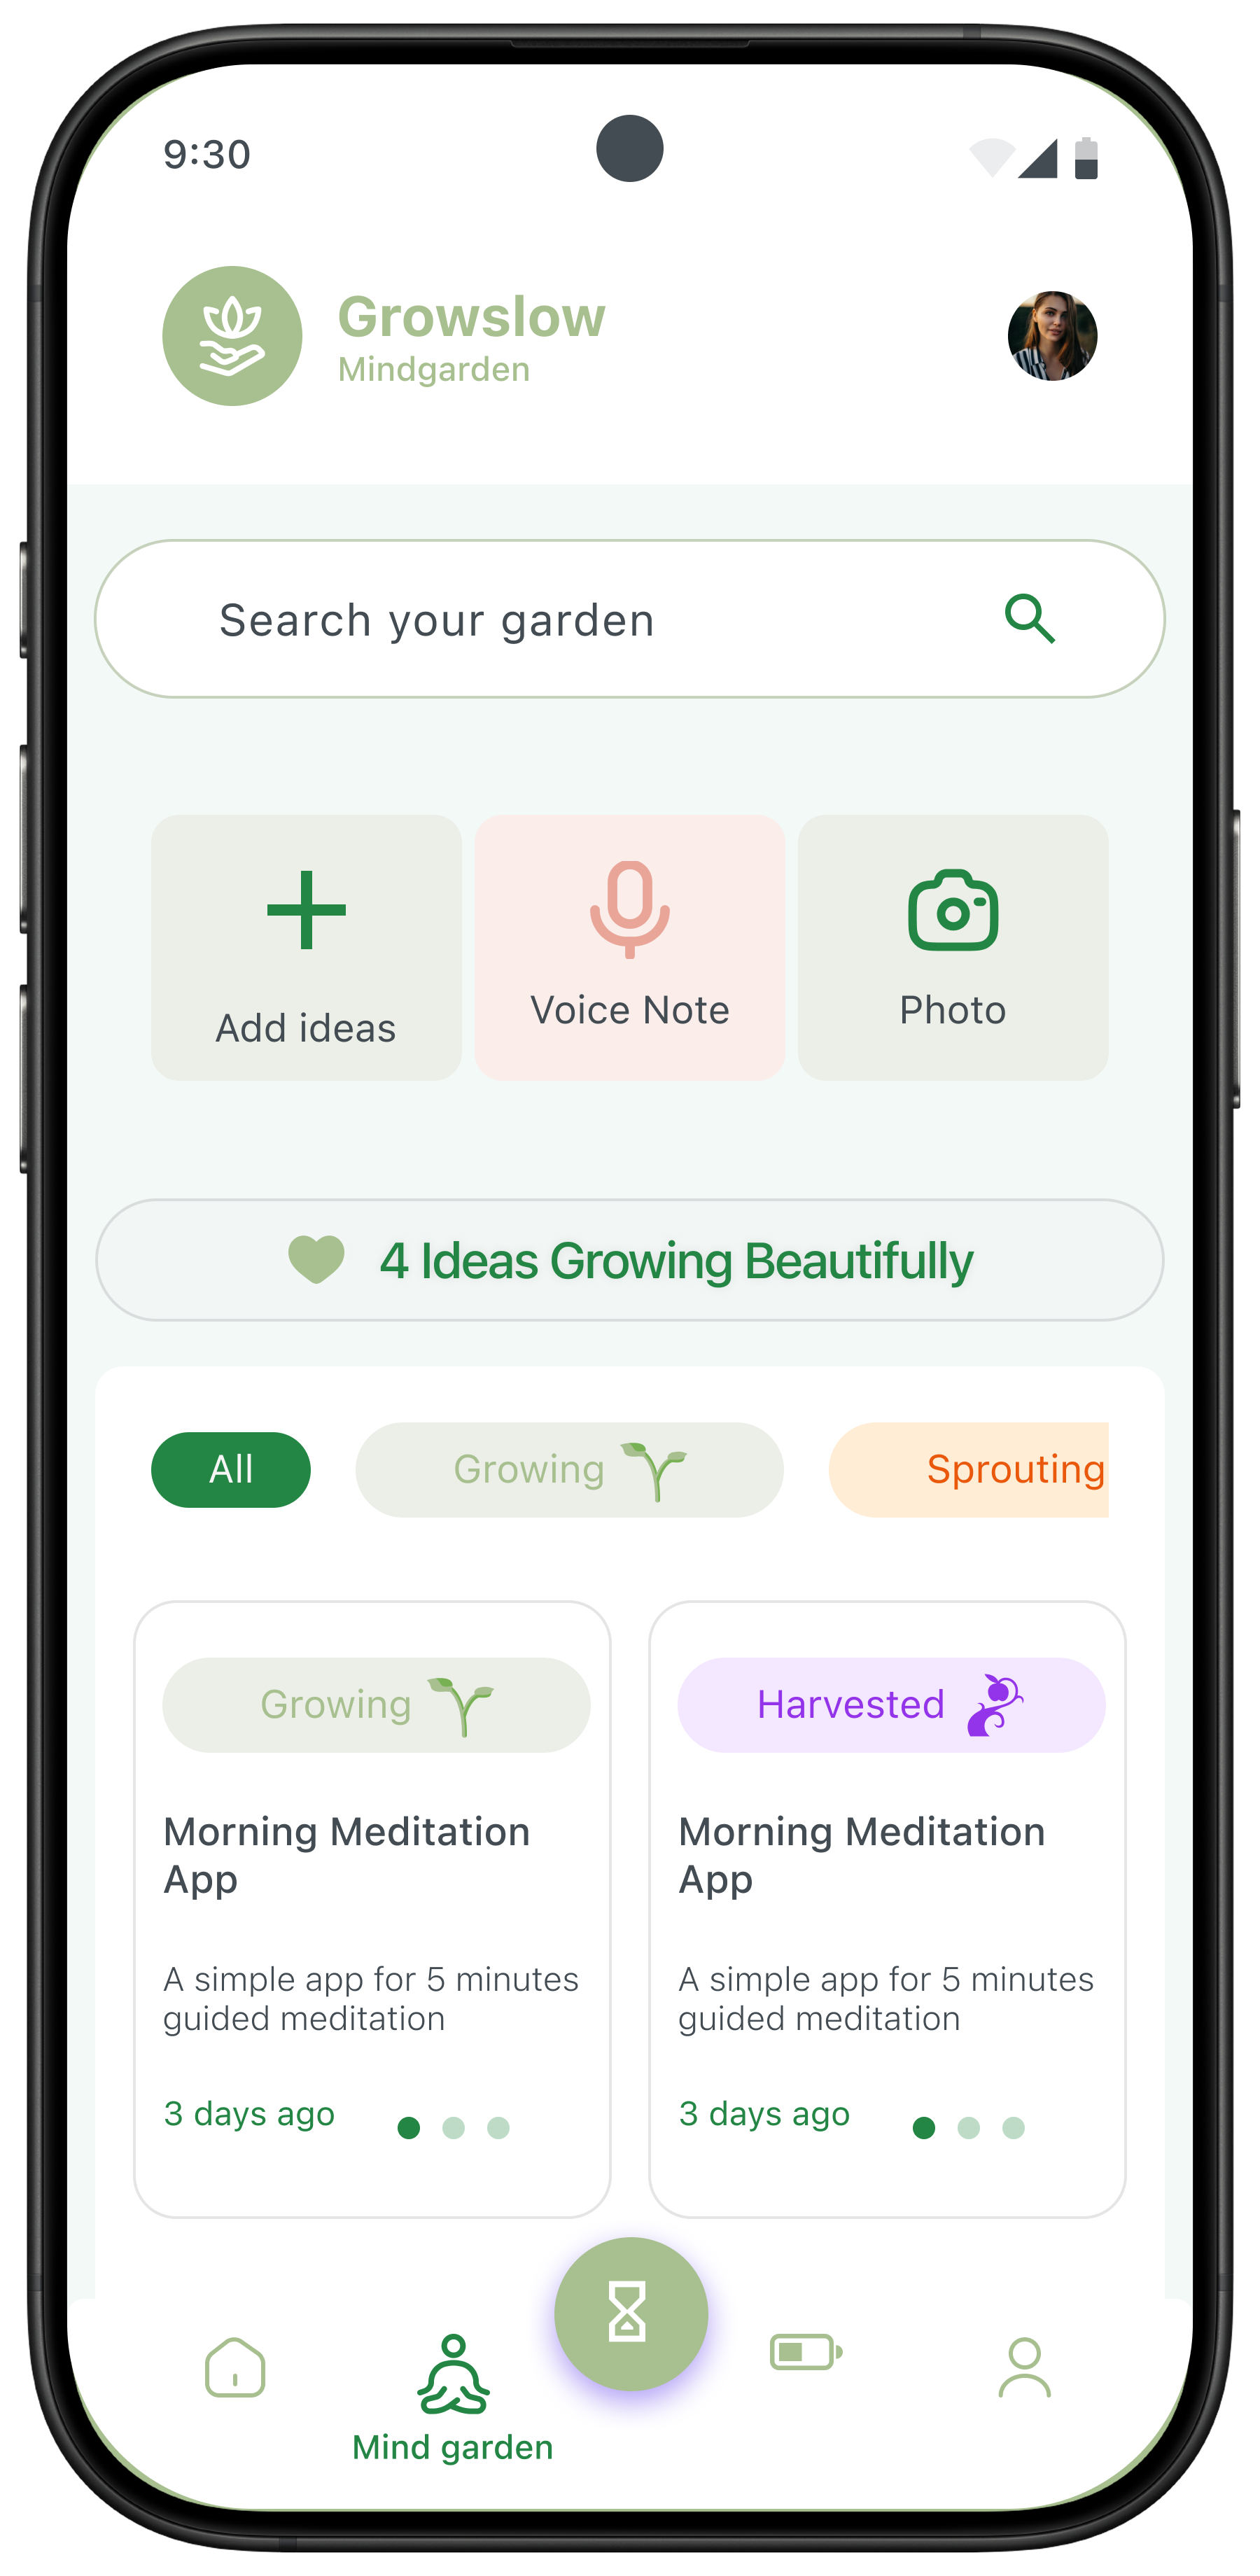 9:30
Growslow
Mindgarden
Search your garden
Add ideas
Voice Note
Photo
4 Ideas Growing Beautifully
All
Growing
Sprouting
Growing
Harvested
Morning Meditation
App
Morning Meditation
App
A simple app for 5 minutes
guided meditation
A simple app for 5 minutes
guided meditation
3 days ago
3 days ago
Mind garden